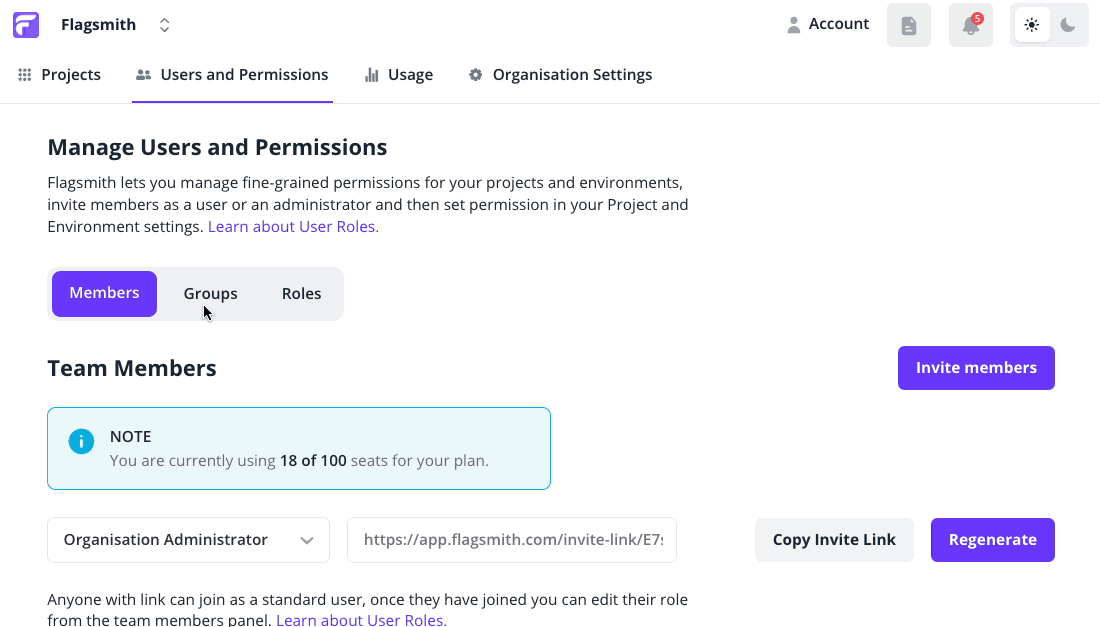 Flagsmith
Account
5
Projects
Users and Permissions
Usage
Organisation Settings
Manage Users and Permissions
Flagsmith lets you manage fine-grained permissions for your projects and environments,
invite members as a user or an administrator and then set permission in your Project and
Environment settings. Learn about User Roles.
Members
Groups
Roles
Team Members
Invite members
NOTE
You are currently using 18 of 100 seats for your plan.
Organisation Administrator
https://app.flagsmith.com/invite-link/E7
Copy Invite Link
Regenerate
Anyone with link can join as a standard user, once they have joined you can edit their role
from the team members panel. Learn about User Roles.